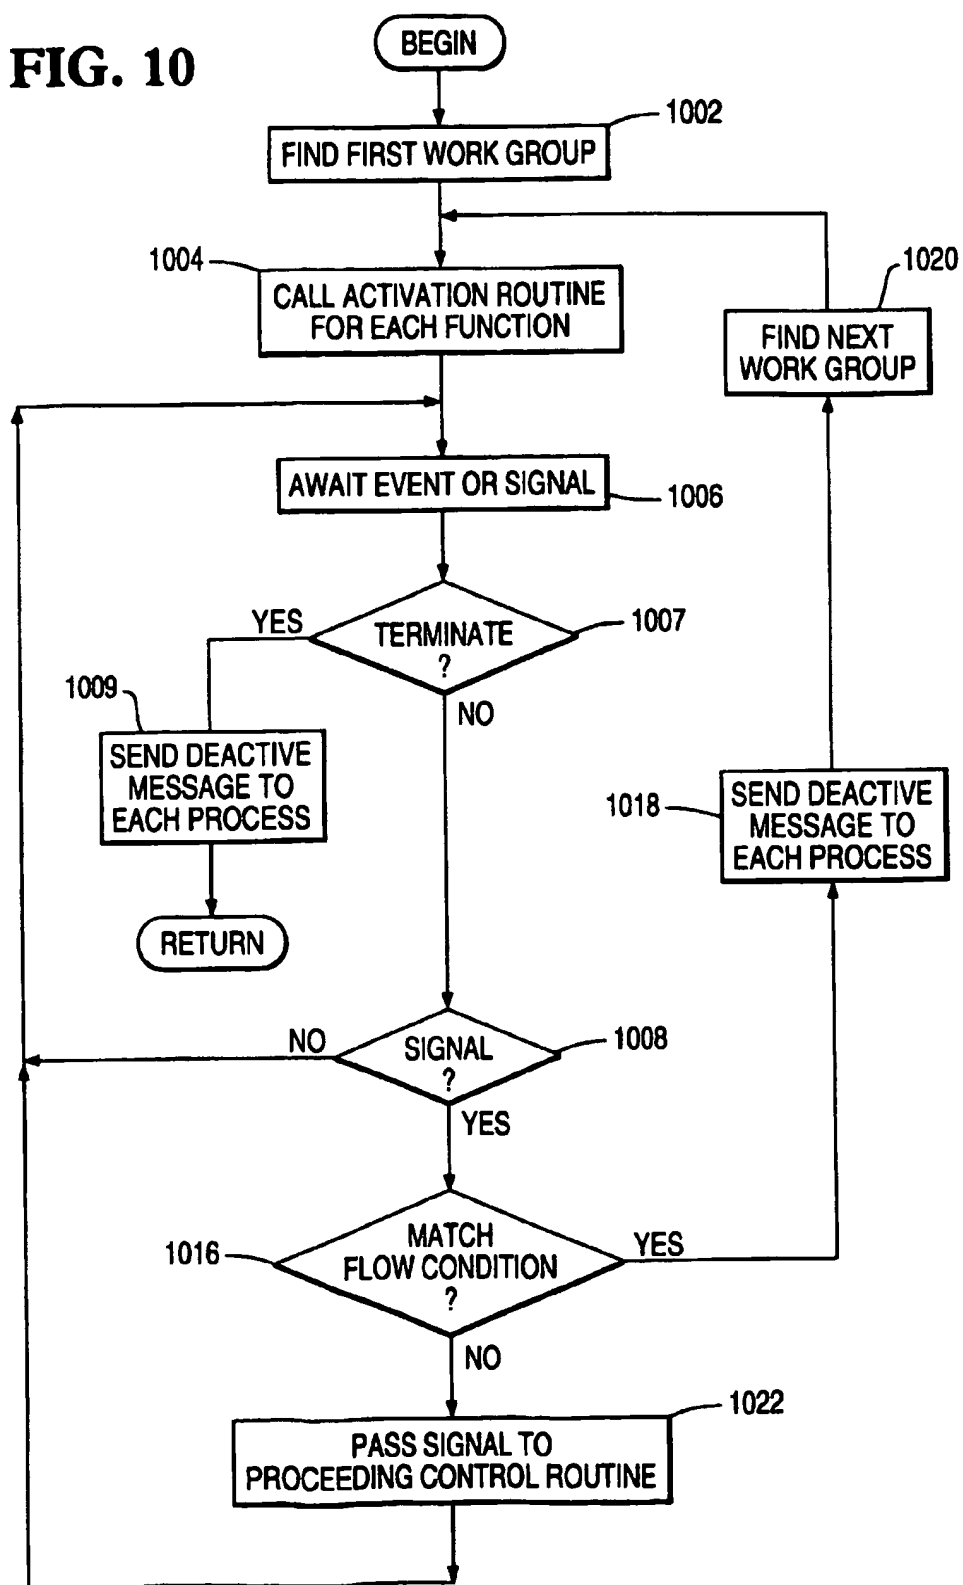 FIG. 10
BEGIN
1002
FIND FIRST WORK GROUP
1004
CALL ACTIVATION ROUTINE
FOR EACH FUNCTION
1020
FIND NEXT
WORK GROUP
AWAIT EVENT OR SIGNAL
1006
YES
TERMINATE
?
1007
NO
1009
SEND DEACTIVE
MESSAGE TO
EACH PROCESS
1018
SEND DEACTIVE
MESSAGE TO
EACH PROCESS
RETURN
NO
SIGNAL
?
1008
YES
1016
MATCH
FLOW CONDITION
?
YES
NO
1022
PASS SIGNAL TO
PROCEEDING CONTROL ROUTINE